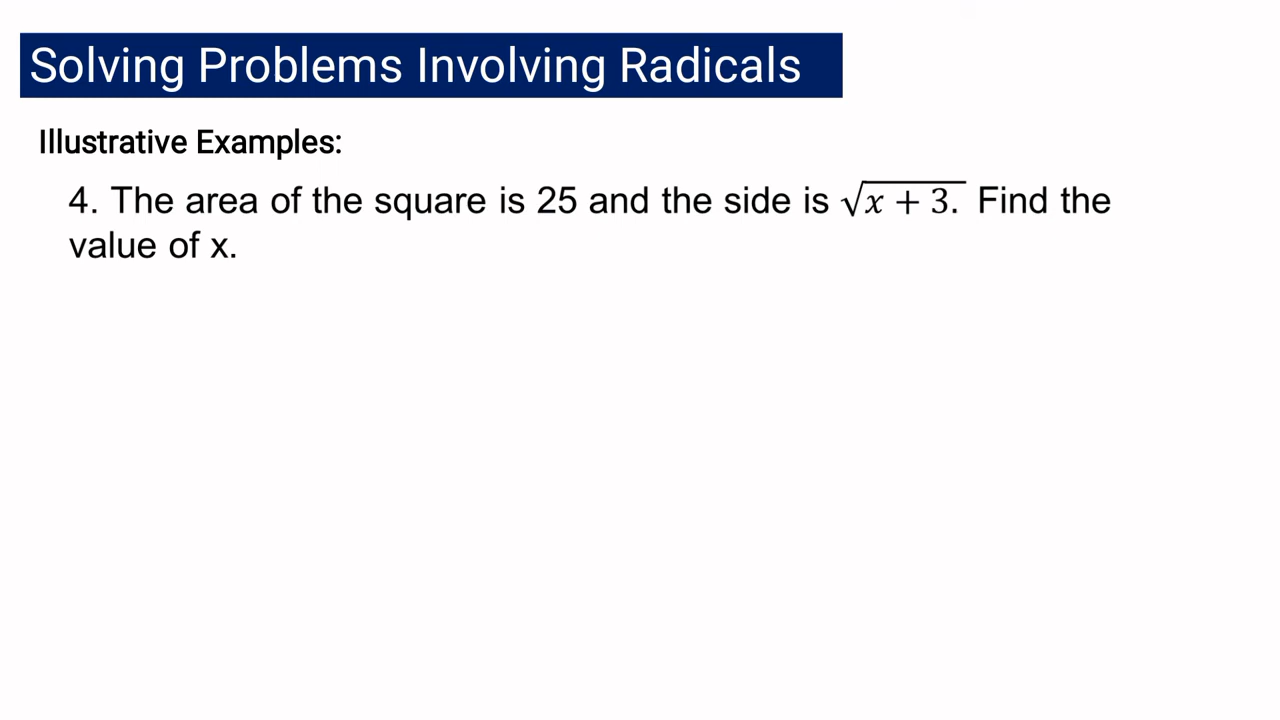 Solving Problems Involving Radicals
Illustrative Examples:
4. The area of the square is 25 and the side is √x + 3. Find the
value of x.